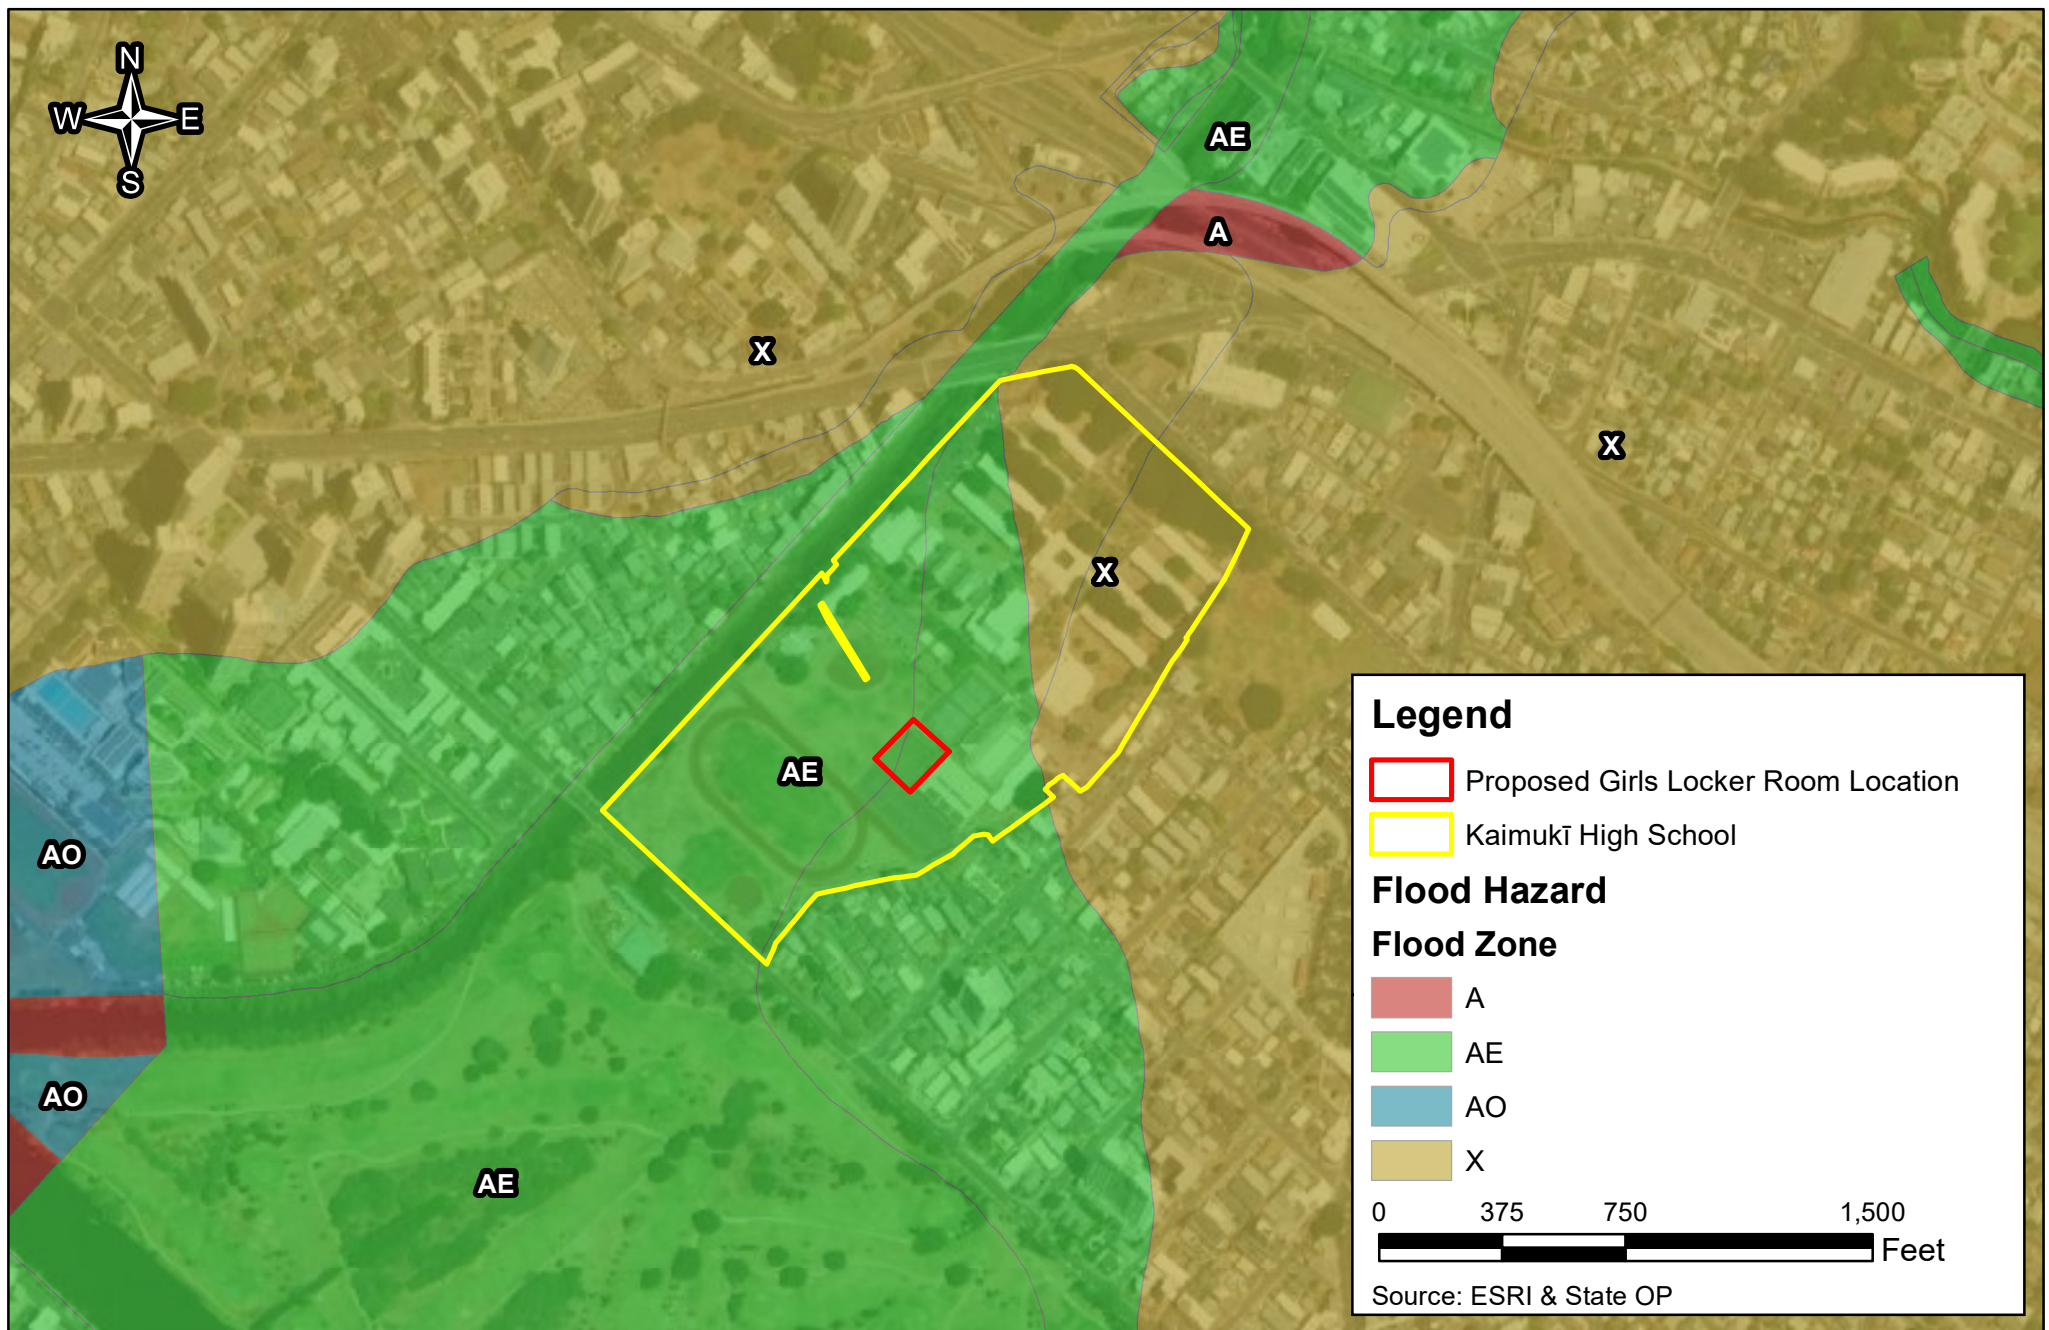 N
W E
S
AE
A
X
X
X
AE
AO
AO
AE
Legend
Proposed Girls Locker Room Location
Kaimukī High School
Flood Hazard
Flood Zone
A
AE
AO
X
0 375 750 1,500
Feet
Source: ESRI & State OP